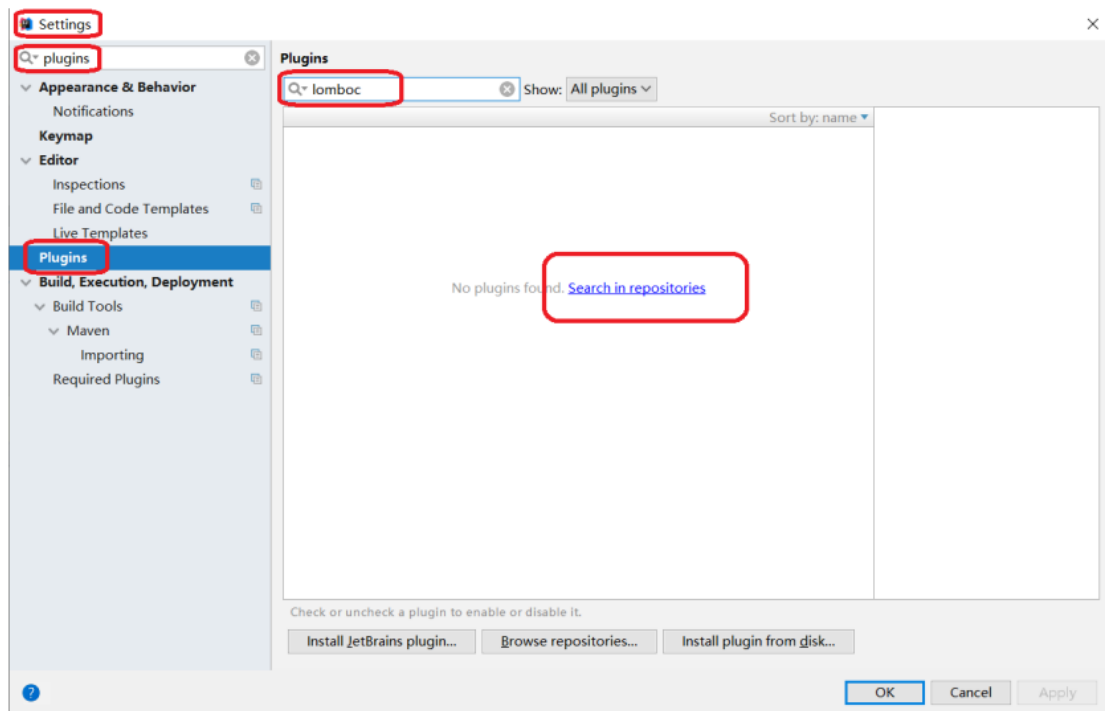 Settings
plugins
Appearance & Behavior
Notifications
Keymap
Editor
Inspections
File and Code Templates
Live Templates
Plugins
Build, Execution, Deployment
Build Tools
Maven
Importing
Required Plugins
Plugins
lomboc Show: All plugins
Sort by: name
No plugins found. Search in repositories
Check or uncheck a plugin to enable or disable it.
Install JetBrains plugin... Browse repositories... Install plugin from disk...
? OK Cancel Apply